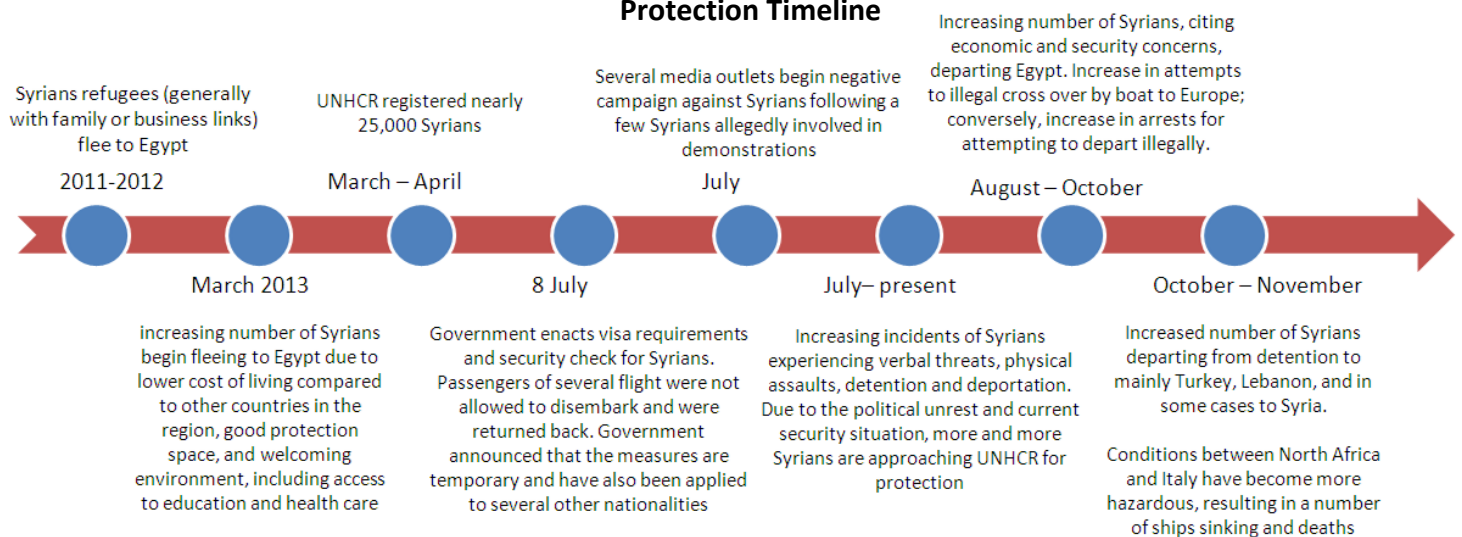 Protection Timeline
Syrians refugees (generally
with family or business links)
flee to Egypt
2011-2012
March 2013
increasing number of Syrians
begin fleeing to Egypt due to
lower cost of living compared
to other countries in the
region, good protection
space, and welcoming
environment, including access
to education and health care
UNHCR registered nearly
25,000 Syrians
March – April
8 July
Government enacts visa requirements
and security check for Syrians.
Passengers of several flight were not
allowed to disembark and were
returned back. Government
announced that the measures are
temporary and have also been applied
to several other nationalities
Several media outlets begin negative
campaign against Syrians following a
few Syrians allegedly involved in
demonstrations
July
July– present
Increasing incidents of Syrians
experiencing verbal threats, physical
assaults, detention and deportation.
Due to the political unrest and current
security situation, more and more
Syrians are approaching UNHCR for
protection
Increasing number of Syrians, citing
economic and security concerns,
departing Egypt. Increase in attempts
to illegal cross over by boat to Europe;
conversely, increase in arrests for
attempting to depart illegally.
August – October
October – November
Increased number of Syrians
departing from detention to
mainly Turkey, Lebanon, and in
some cases to Syria.
Conditions between North Africa
and Italy have become more
hazardous, resulting in a number
of ships sinking and deaths